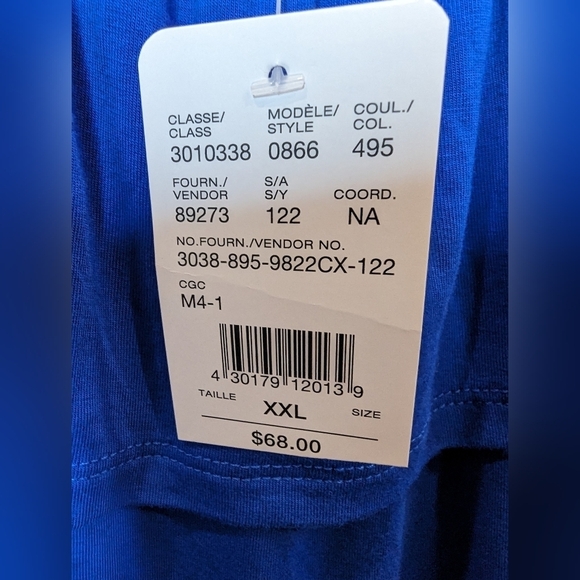 CLASSE/ MODÈLE/ COUL./
CLASS STYLE COL.
3010338 0866 495
FOURN./ S/A
VENDOR S/Y COORD.
89273 122 NA
NO.FOURN./VENDOR NO.
3038-895-9822CX-122
CGC
M4-1
4 30179 12013 9
TAILLE XXL SIZE
$68.00